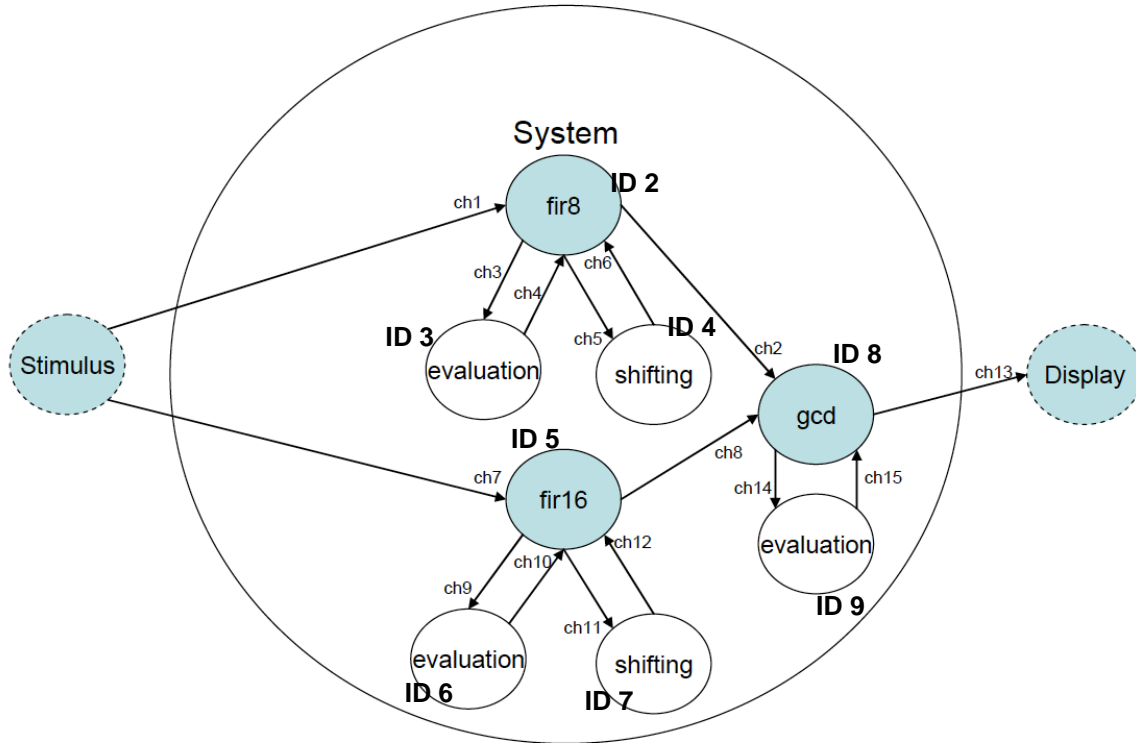 System
ID 2
fir8
ch1
ch3
ch6
ch4
ID 3
ch5
ID 4
evaluation
shifting
ch2
ID 8
Stimulus
ch13
Display
gcd
ID 5
ch8
ch7
fir16
ch14
ch15
ch12
evaluation
ch10
ch9
ch11
ID 9
evaluation
shifting
ID 6
ID 7